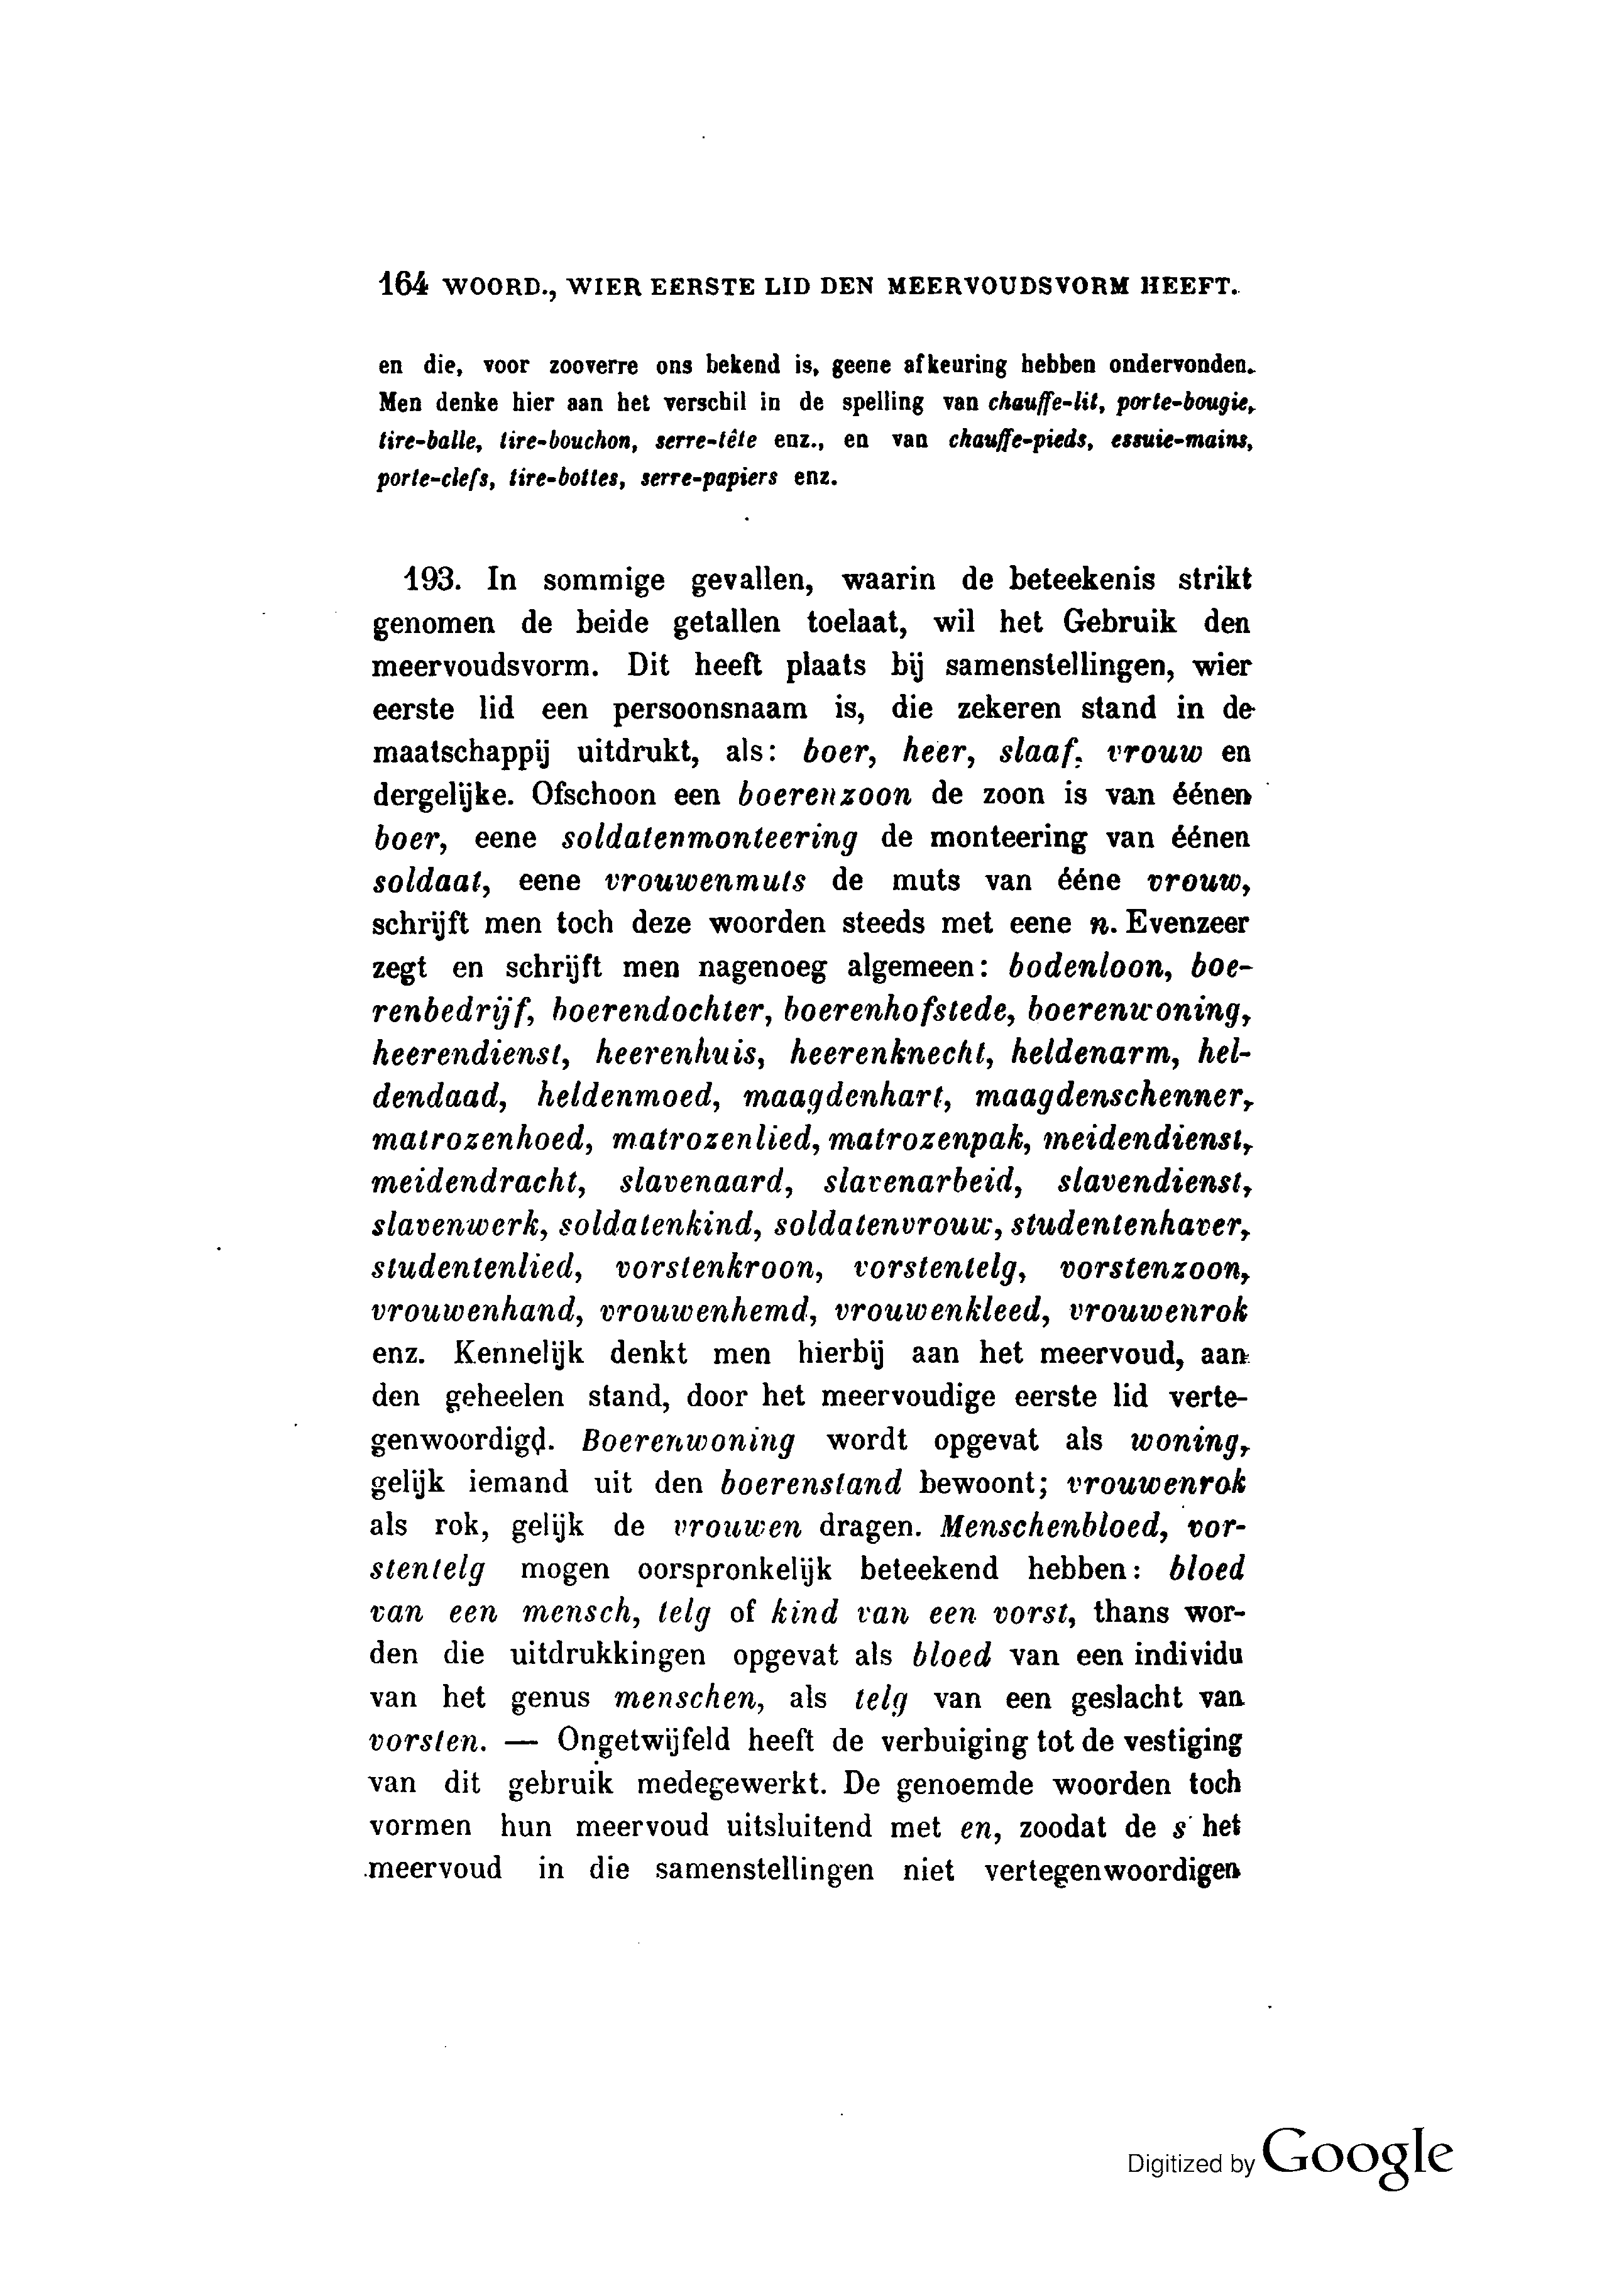 164 WOORD., WIER EERSTE LID DEN MEERVOUDSVORM HEEFT.
en die, voor zooverre ons bekend is, geene afkeuring hebben ondervonden.
Men denke hier aan het verschil in de spelling van chauffe-lit, porte-bougie,
tire-balle, tire-bouchon, serre-tête enz., en van chauffe-pieds, essuie-mains,
porte-clefs, tire-bottes, serre-papiers enz.
193. In sommige gevallen, waarin de beteekenis strikt
genomen de beide getallen toelaat, wil het Gebruik den
meervoudsvorm. Dit heeft plaats bij samenstellingen, wier
eerste lid een persoonsnaam is, die zekeren stand in de
maatschappij uitdrukt, als: boer, heer, slaaf, vrouw en
dergelijke. Ofschoon een boerenzoon de zoon is van éénen
boer, eene soldatenmonteering de monteering van éénen
soldaat, eene vrouwenmuts de muts van ééne vrouw,
schrijft men toch deze woorden steeds met eene n. Evenzeer
zegt en schrijft men nagenoeg algemeen: bodenloon, boe-
renbedrijf, boerendochter, boerenhofstede, boerenwoning,
heerendienst, heerenhuis, heerenknecht, heldenarm, hel-
dendaad, heldenmoed, maagdenhart, maagdenschenner,
matrozenhoed, matrozenlied, matrozenpak, meidendienst,
meidendracht, slavenaard, slavenarbeid, slavendienst,
slavenwerk, soldatenkind, soldatenvrouw, studentenhaver,
studentenlied, vorstenkroon, vorstentelg, vorstenzoon,
vrouwenhand, vrouwenhemd, vrouwenkleed, vrouwenrok
enz. Kennelijk denkt men hierbij aan het meervoud, aan
den geheelen stand, door het meervoudige eerste lid verte-
genwoordigd. Boerenwoning wordt opgevat als woning,
gelijk iemand uit den boerenstand bewoont; vrouwenrok
als rok, gelijk de vrouwen dragen. Menschenbloed, vor-
stentelg mogen oorspronkelijk beteekend hebben: bloed
van een mensch, telg of kind van een vorst, thans wor-
den die uitdrukkingen opgevat als bloed van een individu
van het genus menschen, als telg van een geslacht van
vorsten. — Ongetwijfeld heeft de verbuiging tot de vestiging
van dit gebruik medegewerkt. De genoemde woorden toch
vormen hun meervoud uitsluitend met en, zoodat de s het
meervoud in die samenstellingen niet vertegenwoordigen
Digitized by Google